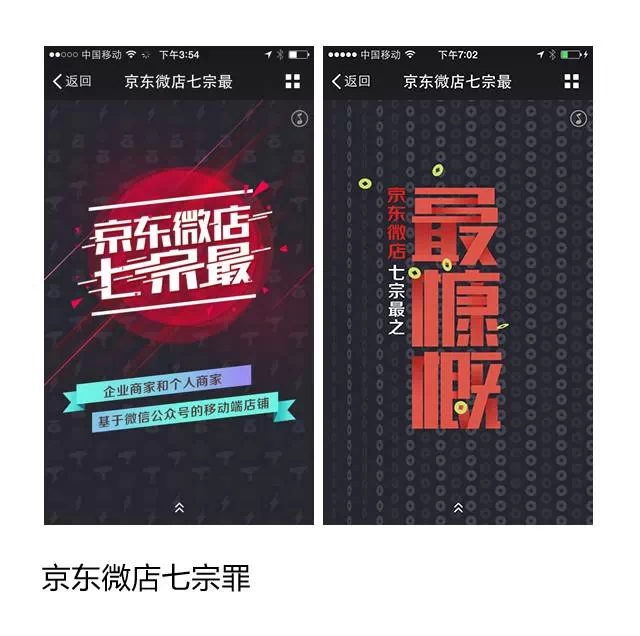 中国移动 下午3:54
返回 京东微店七宗最
京东微店
七宗最
企业商家和个人商家
基于微信公众号的移动端店铺
中国移动 下午7:02
返回 京东微店七宗最
京东微店
七宗最之
最慷慨
京东微店七宗罪